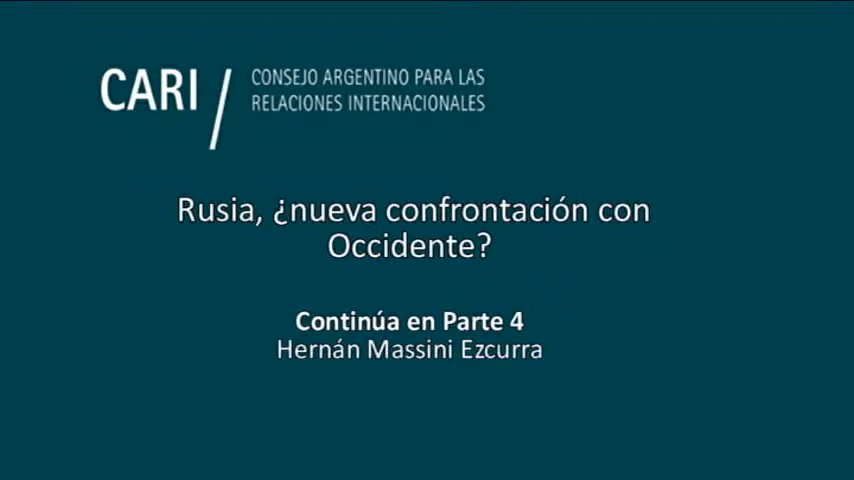 CARI
CONSEJO ARGENTINO PARA LAS
RELACIONES INTERNACIONALES
Rusia, ¿nueva confrontación con
Occidente?
Continúa en Parte 4
Hernán Massini Ezcurra